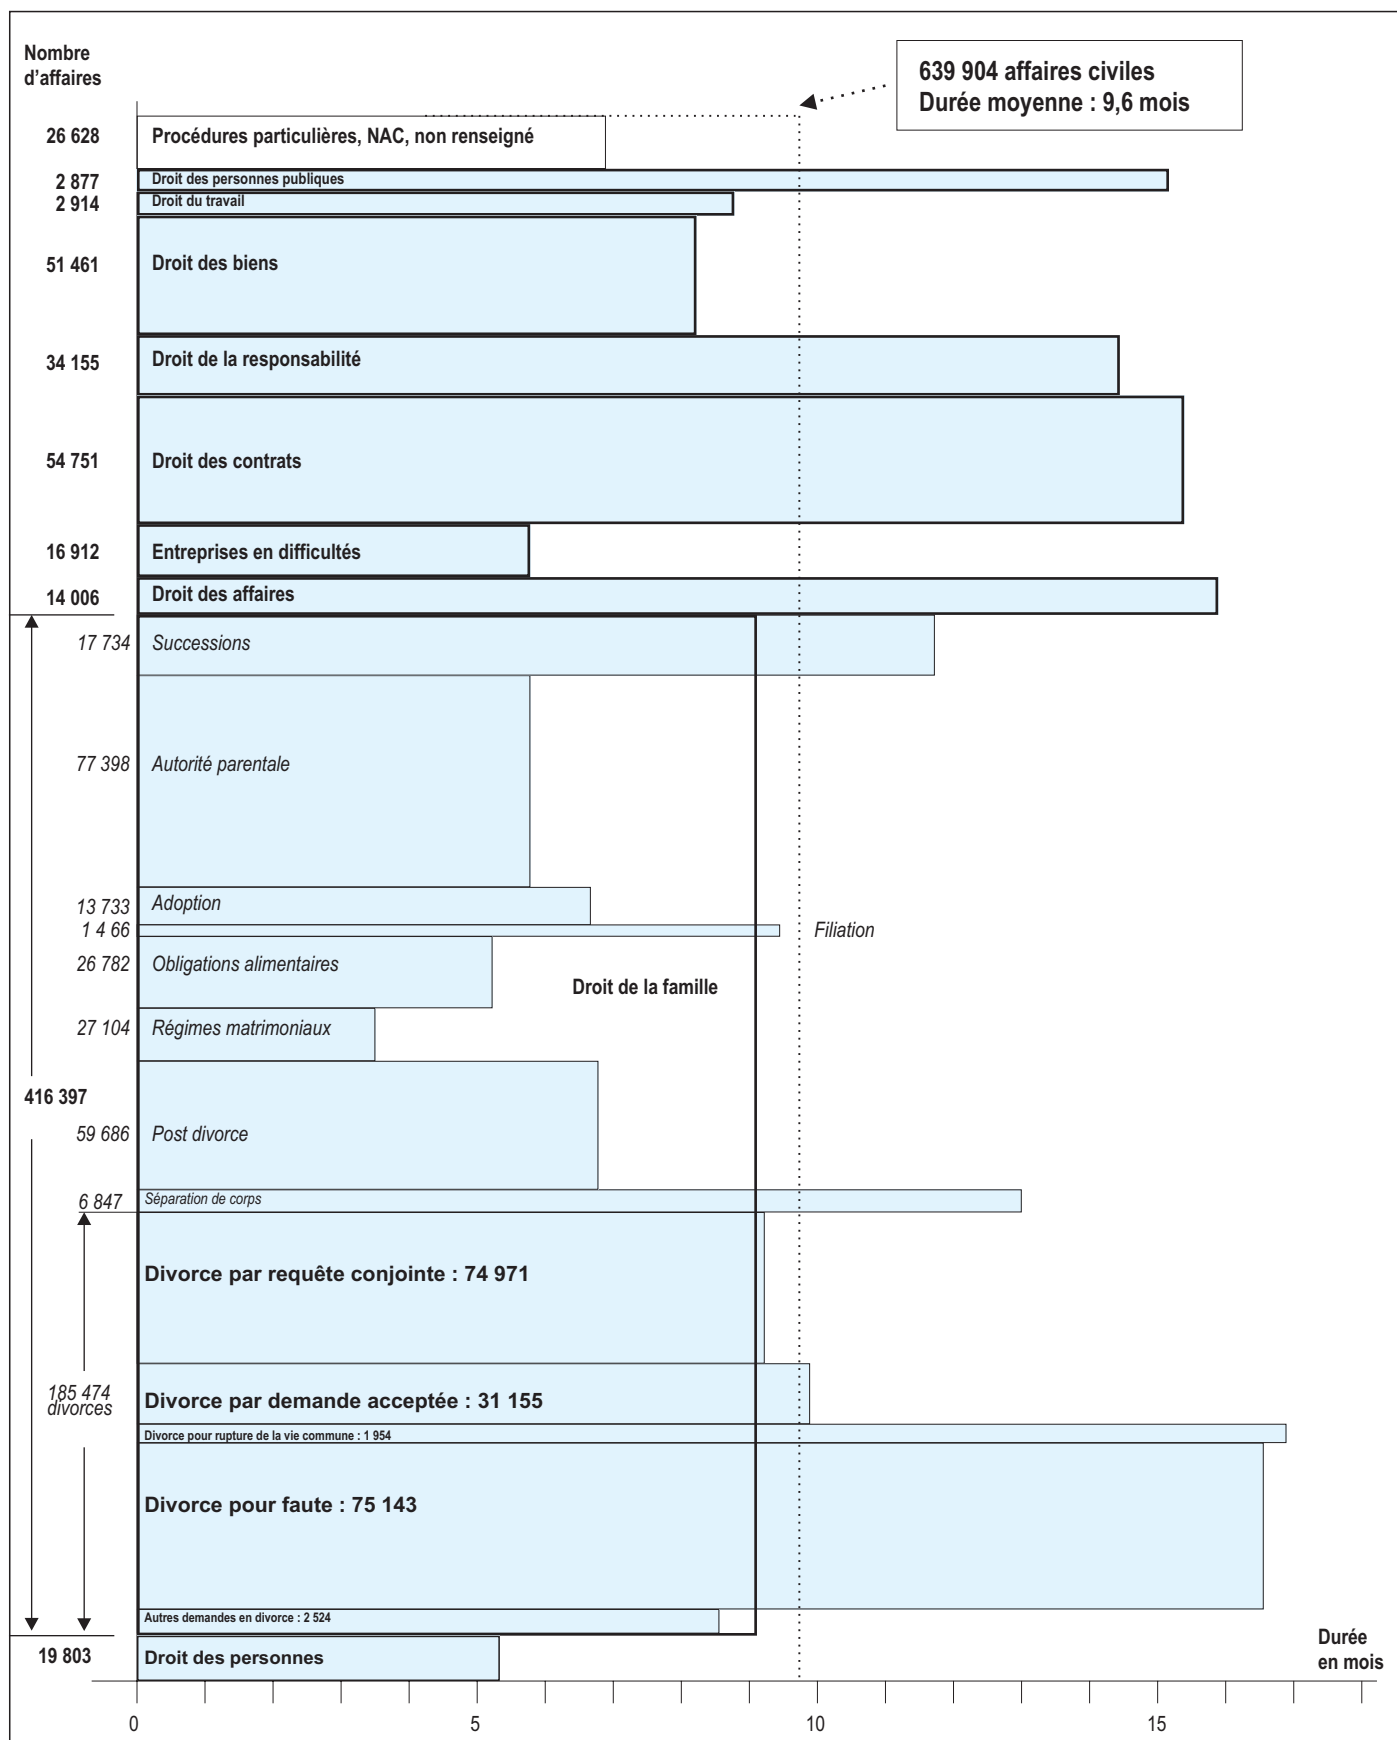 Nombre
d'affaires
639 904 affaires civiles
Durée moyenne : 9,6 mois
26 628 Procédures particulières, NAC, non renseigné
2 877 Droit des personnes publiques
2 914 Droit du travail
51 461 Droit des biens
34 155 Droit de la responsabilité
54 751 Droit des contrats
16 912 Entreprises en difficultés
14 006 Droit des affaires
17 734 Successions
77 398 Autorité parentale
13 733 Adoption
1 4 66 Filiation
26 782 Obligations alimentaires
Droit de la famille
27 104 Régimes matrimoniaux
416 397
59 686 Post divorce
6 847 Séparation de corps
Divorce par requête conjointe : 74 971
185 474
divorces
Divorce par demande acceptée : 31 155
Divorce pour rupture de la vie commune : 1 954
Divorce pour faute : 75 143
Autres demandes en divorce : 2 524
19 803 Droit des personnes
Durée
en mois
0 5 10 15